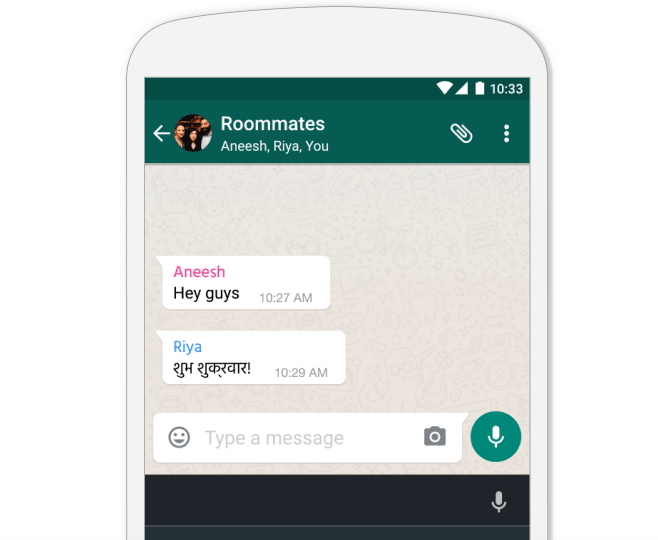 10:33
Roommates
Aneesh, Riya, You
Aneesh
Hey guys 10:27 AM
Riya
शुभ शुक्रवार! 10:29 AM
Type a message